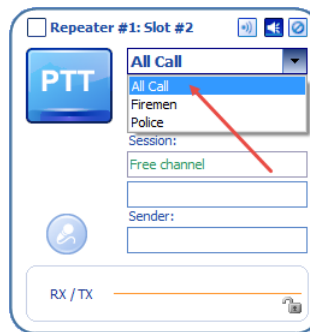 Repeater #1: Slot #2
PTT
All Call
All Call
Firemen
Police
Session:
Free channel
Sender:
RX / TX